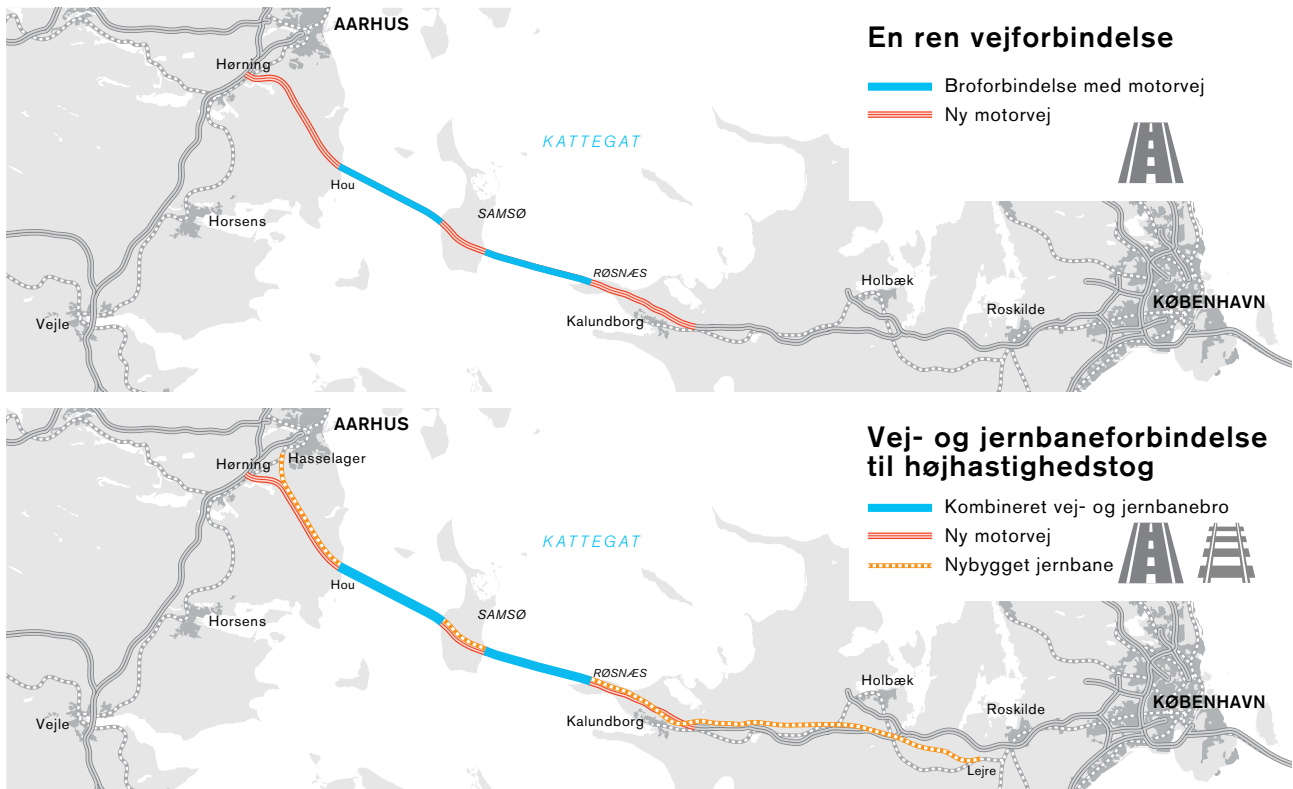 AARHUS
Hørning
Hou
Horsens
Vejle
KATTEGAT
SAMSØ
RØSNÆS
Kalundborg
Holbæk
Roskilde
KØBENHAVN
En ren vejforbindelse
Broforbindelse med motorvej
Ny motorvej
AARHUS
Hasselager
Hørning
Hou
Horsens
Vejle
KATTEGAT
SAMSØ
RØSNÆS
Kalundborg
Holbæk
Roskilde
Lejre
KØBENHAVN
Vej- og jernbaneforbindelse
til højhastighedstog
Kombineret vej- og jernbanebro
Ny motorvej
Nybygget jernbane